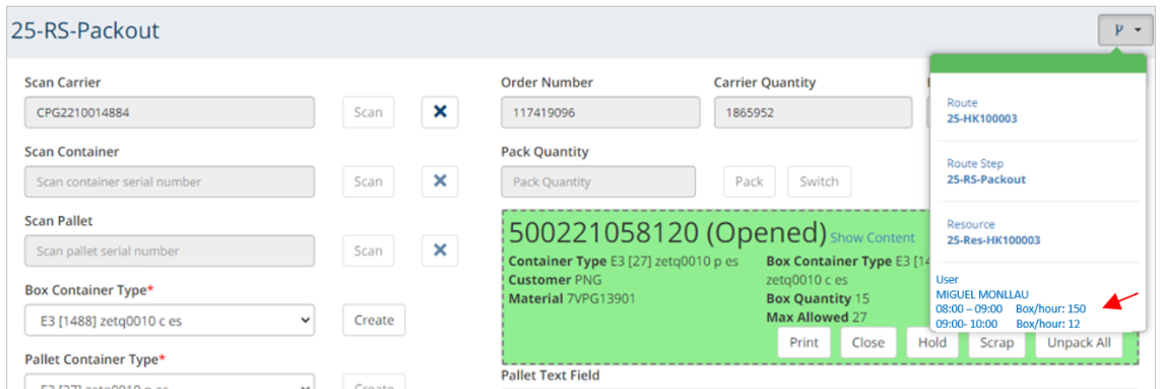 25-RS-Packout
Scan Carrier
CPG2210014884
Scan
Scan Container
Scan container serial number
Scan
Scan Pallet
Scan pallet serial number
Scan
Box Container Type*
E3 [1488] zetq0010 c es
Create
Pallet Container Type*
E3 [27] zetq0010 p es
Create
Order Number
117419096
Carrier Quantity
1865952
Pack Quantity
Pack Quantity
Pack
Switch
500221058120 (Opened) Show Content
Container Type E3 [27] zetq0010 p es
Customer PNG
Material 7VPG13901
Box Container Type E3 [14
zetq0010 c es
Box Quantity 15
Max Allowed 27
Print
Close
Hold
Scrap
Unpack All
Pallet Text Field
Route
25-HK100003
Route Step
25-RS-Packout
Resource
25-Res-HK100003
User
MIGUEL MONLLAU
08:00 – 09:00 Box/hour: 150
09:00- 10:00 Box/hour: 12